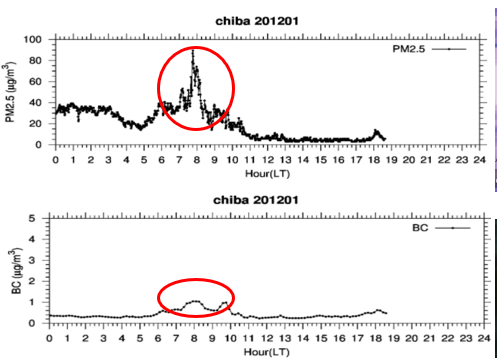 chiba 201201
PM2.5
100
80
60
40
20
0
PM2.5 (µg/m³)
0 1 2 3 4 5 6 7 8 9 10 11 12 13 14 15 16 17 18 19 20 21 22 23 24
Hour(LT)
chiba 201201
BC
5
4
3
2
1
0
BC (µg/m³)
0 1 2 3 4 5 6 7 8 9 10 11 12 13 14 15 16 17 18 19 20 21 22 23 24
Hour(LT)